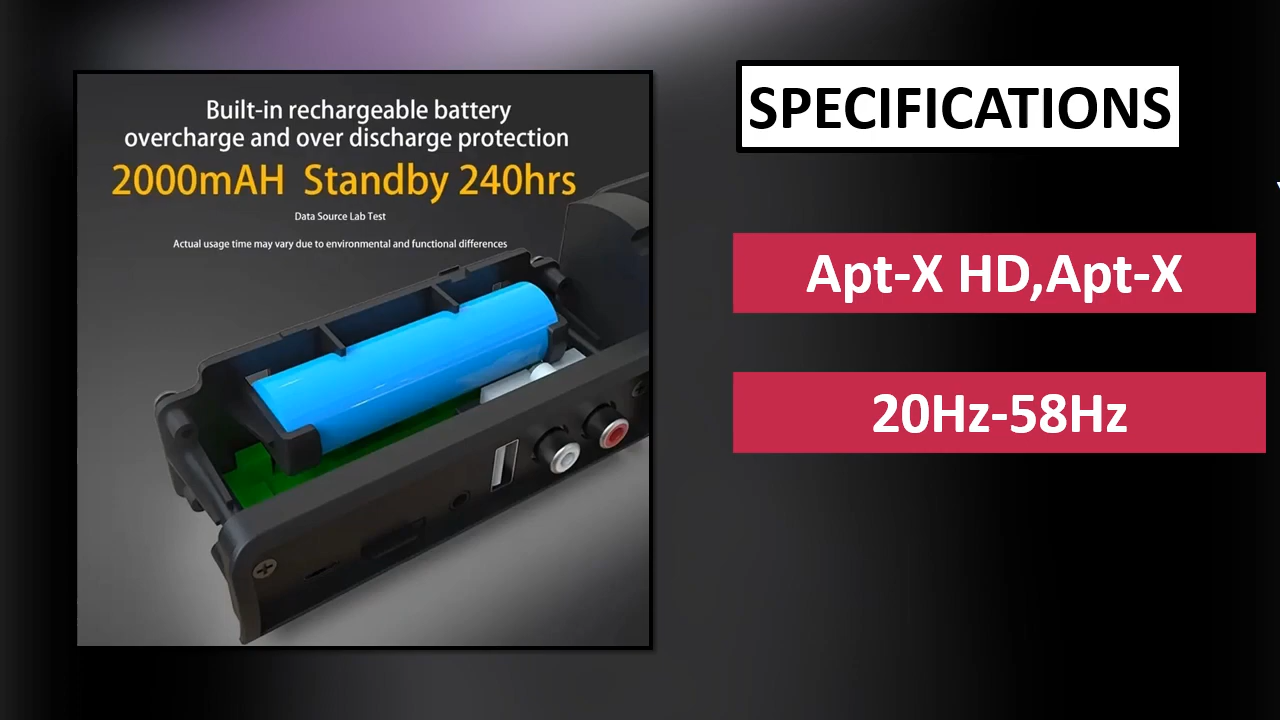 Built-in rechargeable battery
overcharge and over discharge protection
2000mAH Standby 240hrs
Data Source Lab Test
Actual usage time may vary due to environmental and functional differences
SPECIFICATIONS
Apt-X HD,Apt-X
20Hz-58Hz